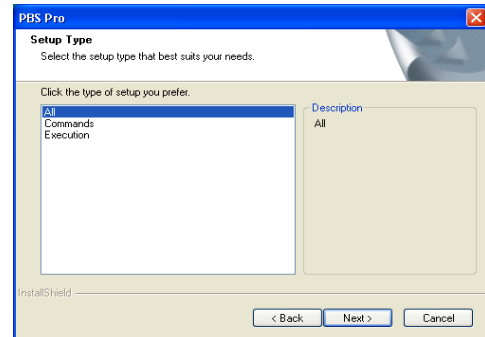 PBS Pro
Setup Type
Select the setup type that best suits your needs.
Click the type of setup you prefer.
All
Commands
Execution
Description
All
InstallShield
< Back
Next >
Cancel